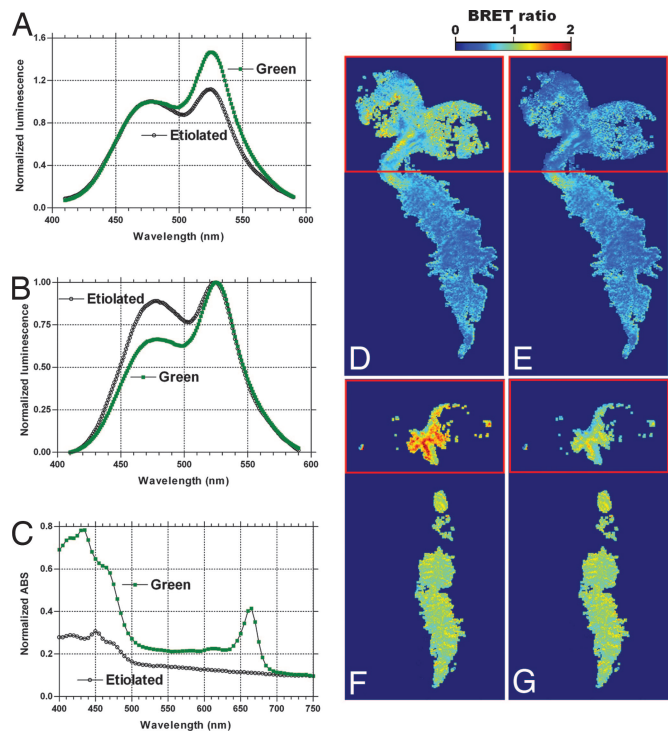 A
1.6
1.2
0.8
0.4
0.0
400 450 500 550 600
Normalized luminescence
Wavelength (nm)
Green
Etiolated
B
1.00
0.75
0.50
0.25
0.00
400 450 500 550 600
Normalized luminescence
Wavelength (nm)
Etiolated
Green
C
0.8
0.6
0.4
0.2
0.0
400 450 500 550 600 650 700 750
Normalized ABS
Wavelength (nm)
Green
Etiolated
BRET ratio
0 1 2
D
E
F
G